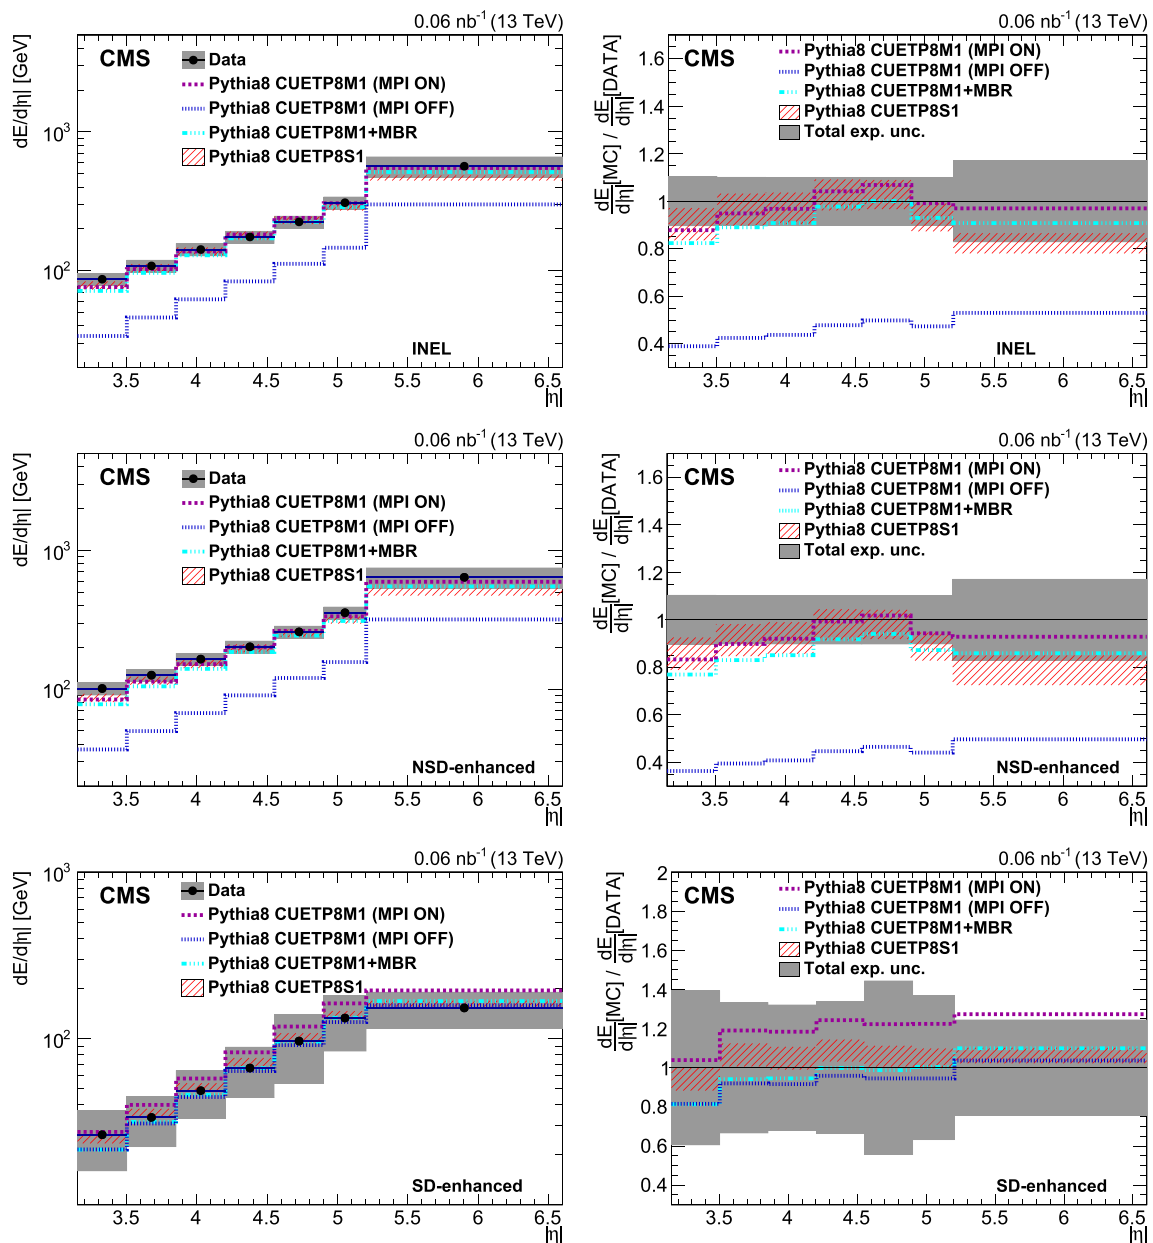 0.06 nb⁻¹ (13 TeV)
dE/d|η| [GeV]
CMS
Data
Pythia8 CUETP8M1 (MPI ON)
Pythia8 CUETP8M1 (MPI OFF)
Pythia8 CUETP8M1+MBR
Pythia8 CUETP8S1
10³
10²
INEL
3.5 4 4.5 5 5.5 6 6.5
|η|
0.06 nb⁻¹ (13 TeV)
dE/d|η| [MC] / dE/d|η| [DATA]
CMS
Pythia8 CUETP8M1 (MPI ON)
Pythia8 CUETP8M1 (MPI OFF)
Pythia8 CUETP8M1+MBR
Pythia8 CUETP8S1
Total exp. unc.
1.6
1.4
1.2
1
0.8
0.6
0.4
INEL
3.5 4 4.5 5 5.5 6 6.5
|η|
0.06 nb⁻¹ (13 TeV)
dE/d|η| [GeV]
CMS
Data
Pythia8 CUETP8M1 (MPI ON)
Pythia8 CUETP8M1 (MPI OFF)
Pythia8 CUETP8M1+MBR
Pythia8 CUETP8S1
10³
10²
NSD-enhanced
3.5 4 4.5 5 5.5 6 6.5
|η|
0.06 nb⁻¹ (13 TeV)
dE/d|η| [MC] / dE/d|η| [DATA]
CMS
Pythia8 CUETP8M1 (MPI ON)
Pythia8 CUETP8M1 (MPI OFF)
Pythia8 CUETP8M1+MBR
Pythia8 CUETP8S1
Total exp. unc.
1.6
1.4
1.2
1
0.8
0.6
0.4
NSD-enhanced
3.5 4 4.5 5 5.5 6 6.5
|η|
0.06 nb⁻¹ (13 TeV)
dE/d|η| [GeV]
10³
CMS
Data
Pythia8 CUETP8M1 (MPI ON)
Pythia8 CUETP8M1 (MPI OFF)
Pythia8 CUETP8M1+MBR
Pythia8 CUETP8S1
10²
SD-enhanced
3.5 4 4.5 5 5.5 6 6.5
|η|
0.06 nb⁻¹ (13 TeV)
dE/d|η| [MC] / dE/d|η| [DATA]
2
CMS
Pythia8 CUETP8M1 (MPI ON)
Pythia8 CUETP8M1 (MPI OFF)
Pythia8 CUETP8M1+MBR
Pythia8 CUETP8S1
Total exp. unc.
1.8
1.6
1.4
1.2
1
0.8
0.6
0.4
SD-enhanced
3.5 4 4.5 5 5.5 6 6.5
|η|